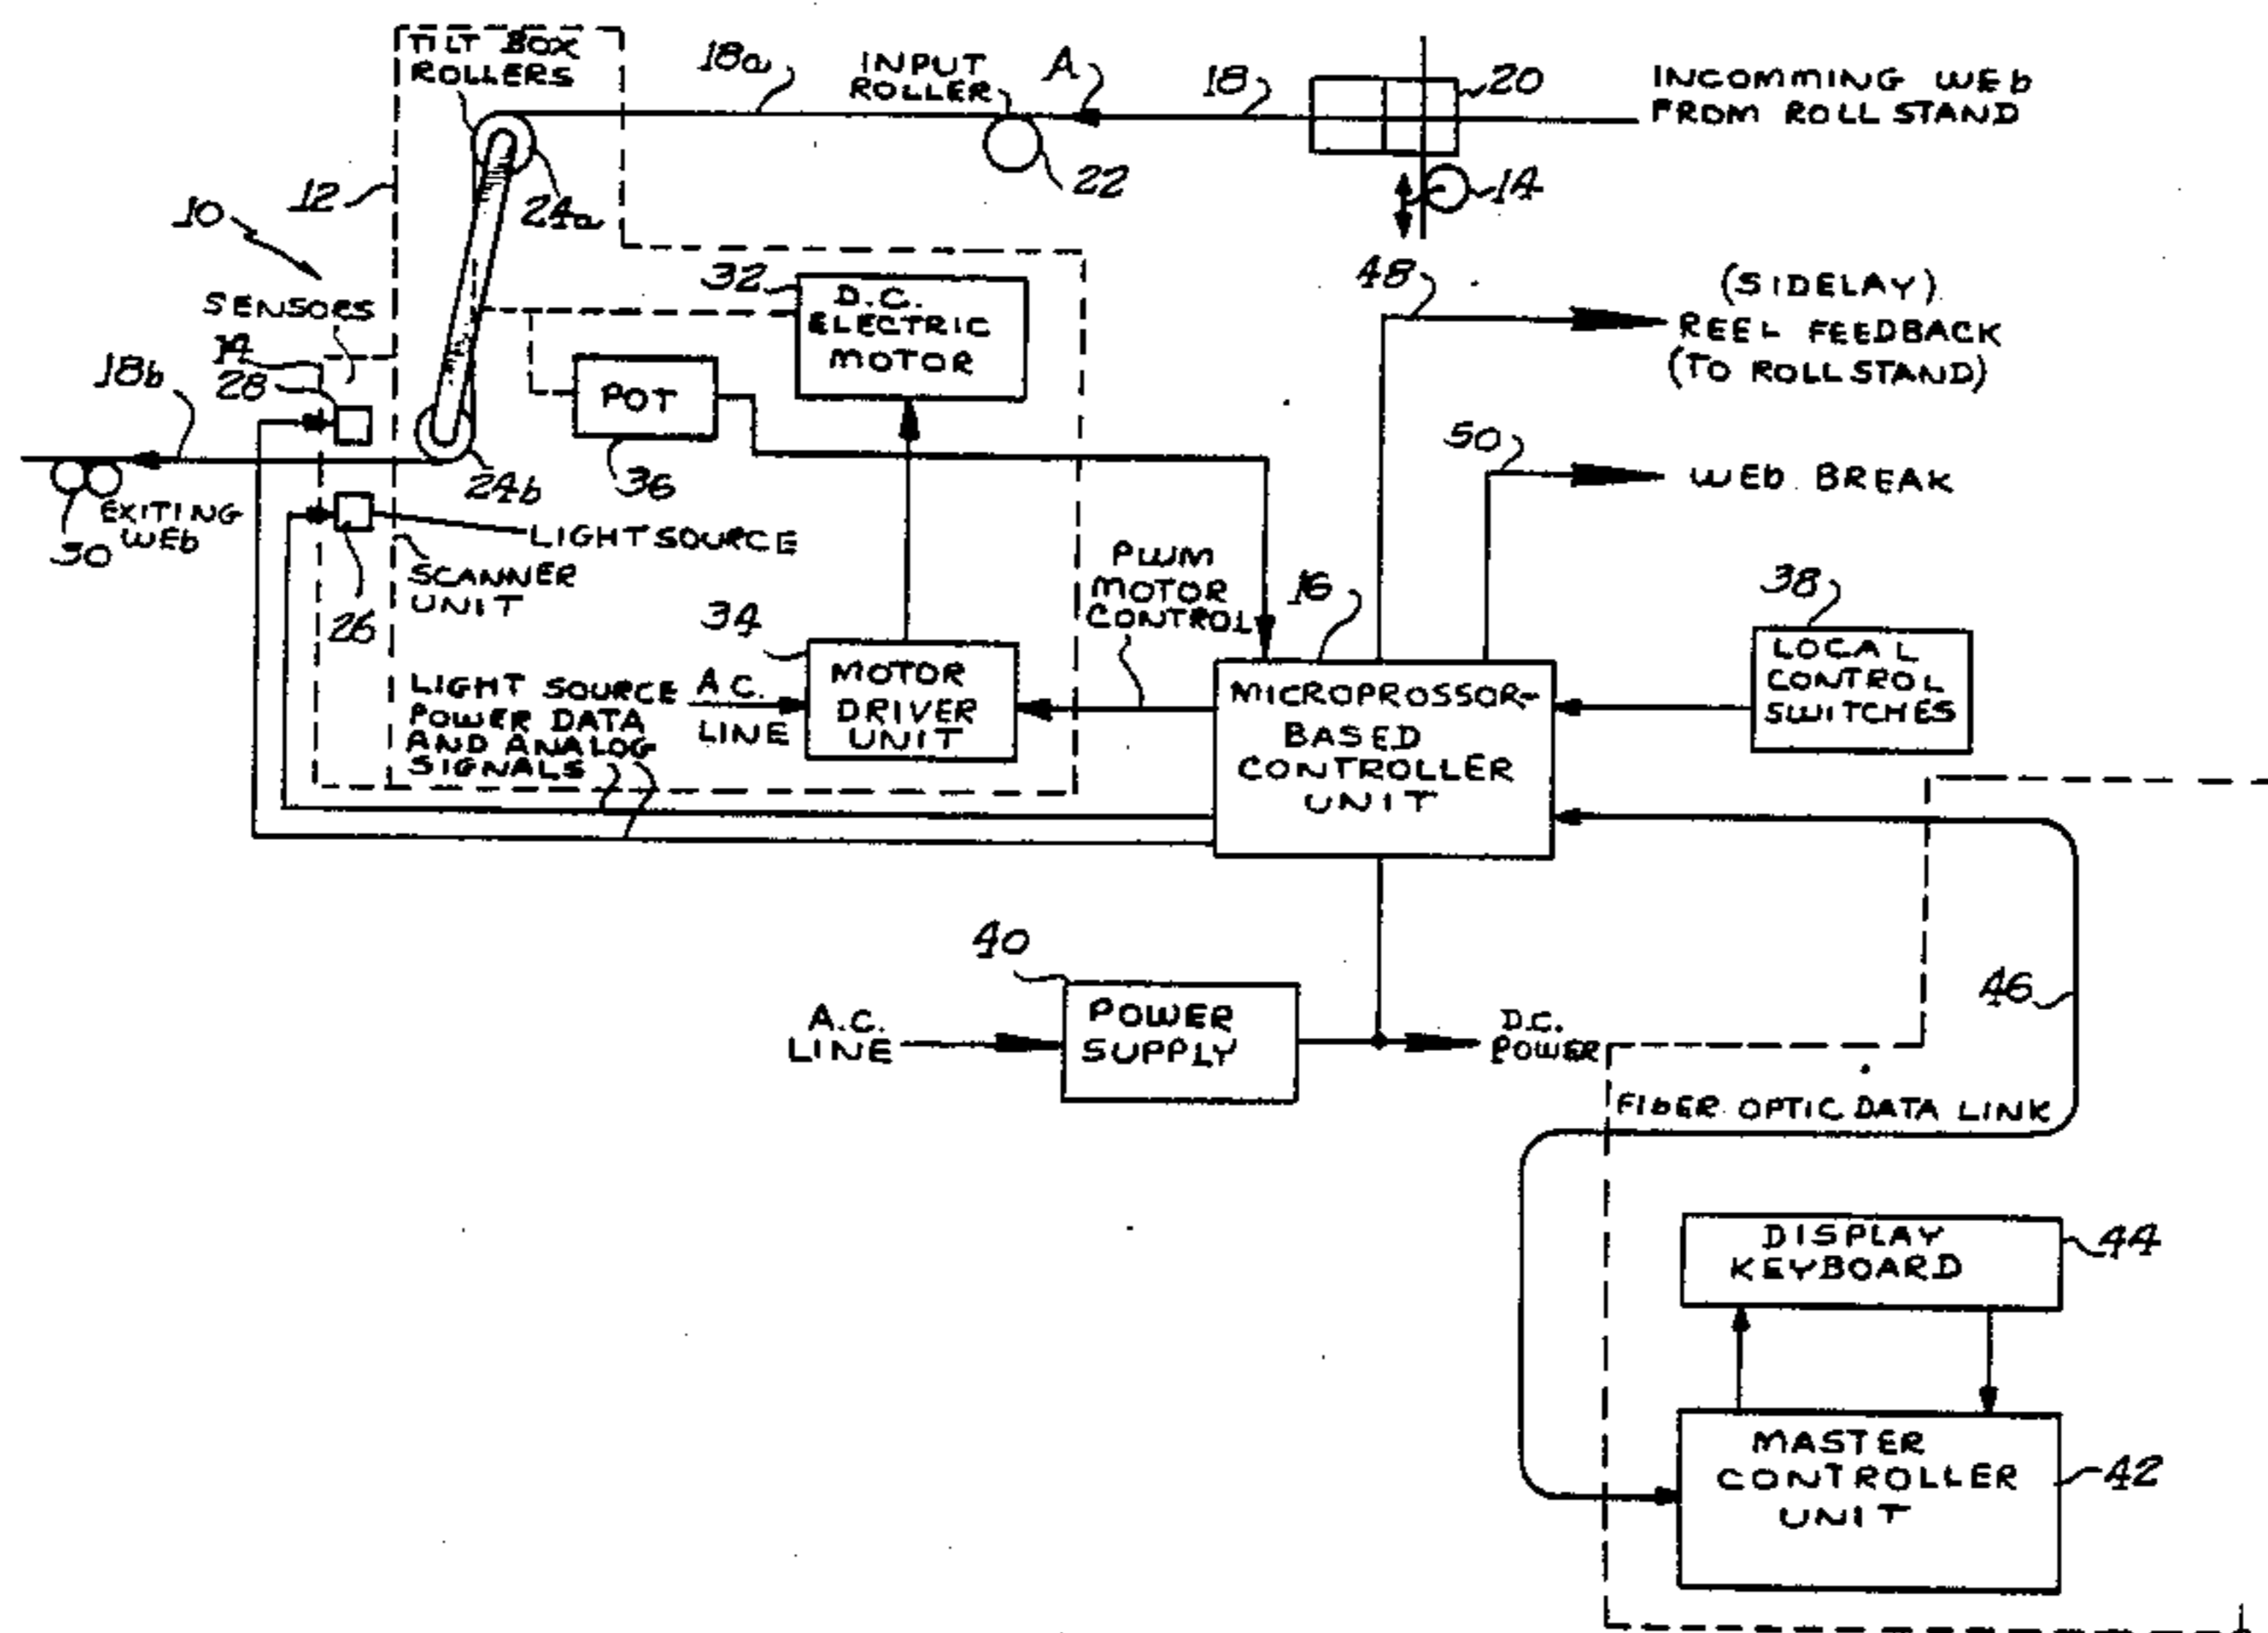 TILT BOX
ROLLERS
18a
INPUT
ROLLER
A
18
20
INCOMMING WEB
FROM ROLL STAND
22
14
12
24a
10
SENSORS
14
28
18b
32
D.C.
ELECTRIC
MOTOR
POT
36
48
(SIDELAY)
REEL FEEDBACK
(TO ROLL STAND)
50
WEB BREAK
24b
EXITING
WEB
30
LIGHT SOURCE
SCANNER
UNIT
26
PWM
MOTOR
CONTROL
16
38
LOCAL
CONTROL
SWITCHES
34
MOTOR
DRIVER
UNIT
A.C.
LINE
LIGHT SOURCE
POWER DATA
AND ANALOG
SIGNALS
MICROPROSSOR-
BASED
CONTROLLER
UNIT
40
A.C.
LINE
POWER
SUPPLY
D.C.
POWER
46
FIBER OPTIC DATA LINK
DISPLAY
KEYBOARD
44
MASTER
CONTROLLER
UNIT
42